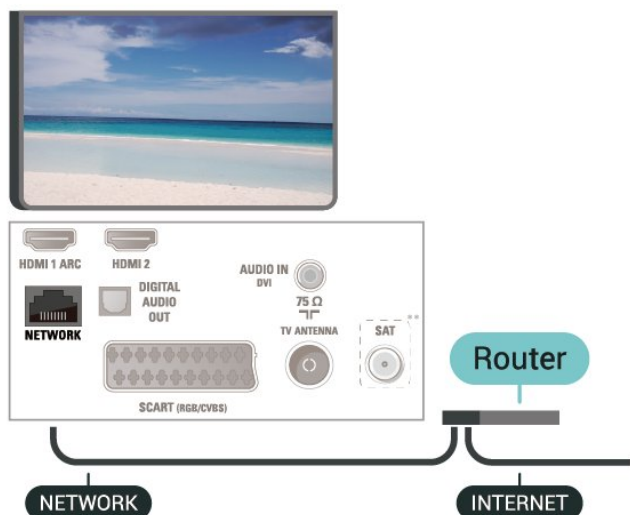 HDMI 1 ARC
HDMI 2
NETWORK
DIGITAL
AUDIO
OUT
AUDIO IN
DVI
75 Ω
TV ANTENNA
SAT
**
SCART (RGB/CVBS)
Router
NETWORK
INTERNET